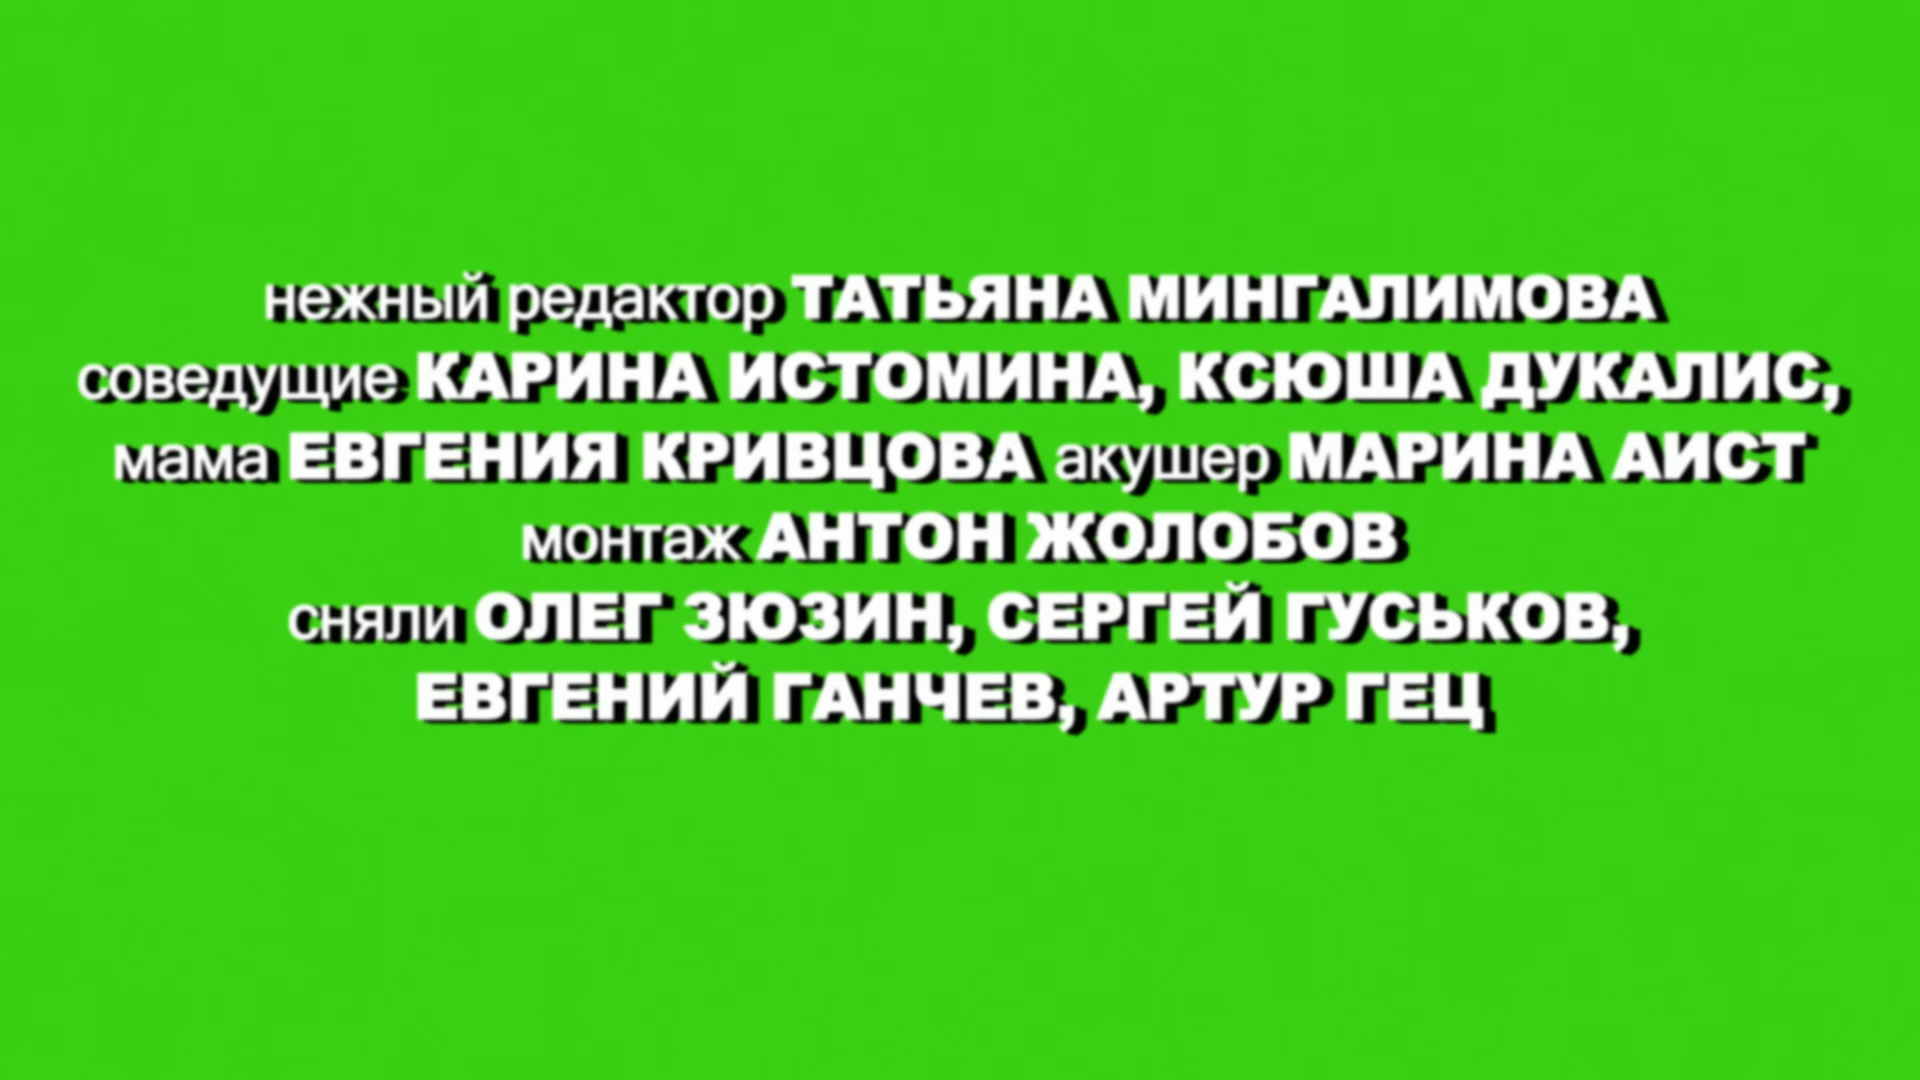 нежный редактор ТАТЬЯНА МИНГАЛИМОВА
соведущие КАРИНА ИСТОМИНА, КСЮША ДУКАЛИС,
мама ЕВГЕНИЯ КРИВЦОВА акушер МАРИНА АИСТ
монтаж АНТОН ЖОЛОБОВ
сняли ОЛЕГ ЗЮЗИН, СЕРГЕЙ ГУСЬКОВ,
ЕВГЕНИЙ ГАНЧЕВ, АРТУР ГЕЦ